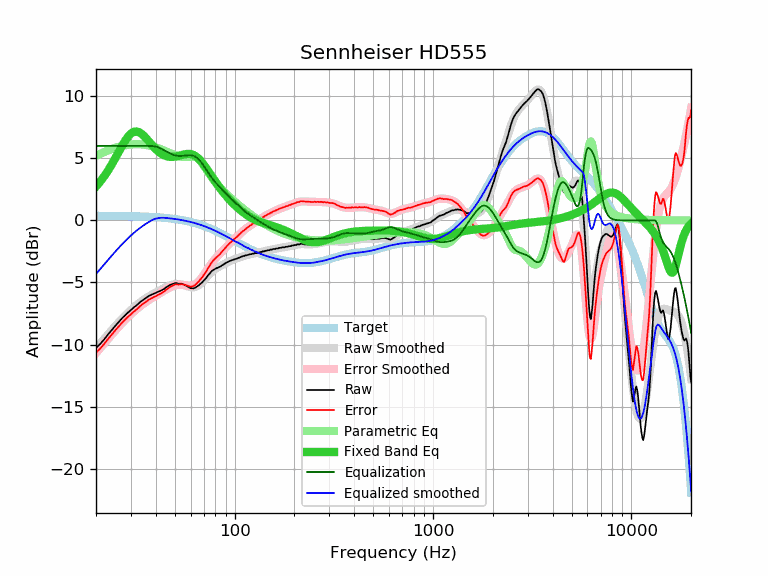 Sennheiser HD555
Amplitude (dBr)
10
5
0
−5
−10
−15
−20
Target
Raw Smoothed
Error Smoothed
Raw
Error
Parametric Eq
Fixed Band Eq
Equalization
Equalized smoothed
100
1000
10000
Frequency (Hz)